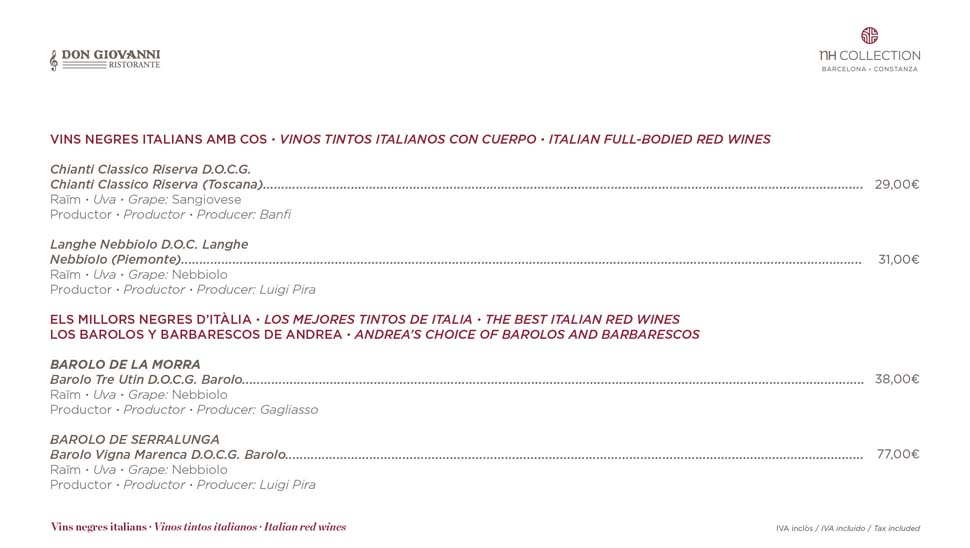 DON GIOVANNI
RISTORANTE
NH COLLECTION
BARCELONA • CONSTANZA
VINS NEGRES ITALIANS AMB COS • VINOS TINTOS ITALIANOS CON CUERPO • ITALIAN FULL-BODIED RED WINES
Chianti Classico Riserva D.O.C.G.
Chianti Classico Riserva (Toscana)........ 29,00€
Raïm • Uva • Grape: Sangiovese
Productor • Productor • Producer: Banfi
Langhe Nebbiolo D.O.C. Langhe
Nebbiolo (Piemonte)........ 31,00€
Raïm • Uva • Grape: Nebbiolo
Productor • Productor • Producer: Luigi Pira
ELS MILLORS NEGRES D'ITÀLIA • LOS MEJORES TINTOS DE ITALIA • THE BEST ITALIAN RED WINES
LOS BAROLOS Y BARBARESCOS DE ANDREA • ANDREA'S CHOICE OF BAROLOS AND BARBARESCOS
BAROLO DE LA MORRA
Barolo Tre Utin D.O.C.G. Barolo........ 38,00€
Raïm • Uva • Grape: Nebbiolo
Productor • Productor • Producer: Gagliasso
BAROLO DE SERRALUNGA
Barolo Vigna Marenca D.O.C.G. Barolo........ 77,00€
Raïm • Uva • Grape: Nebbiolo
Productor • Productor • Producer: Luigi Pira
Vins negres italians • Vinos tintos italianos • Italian red wines
IVA inclòs / IVA incluido / Tax included